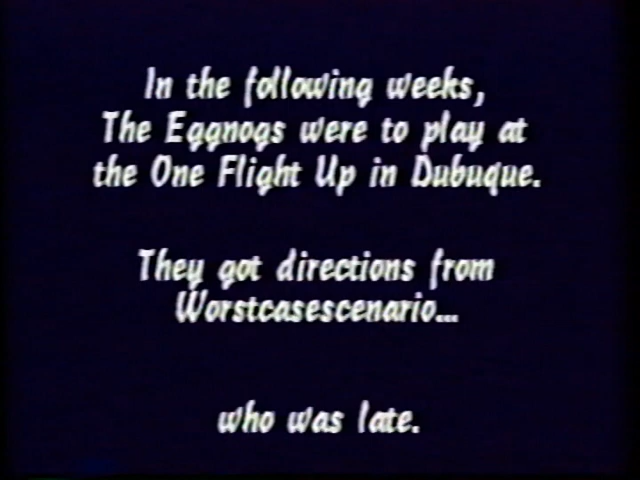 In the following weeks,
The Eggnogs were to play at
the One Flight Up in Dubuque.
They got directions from
Worstcasescenario...
who was late.